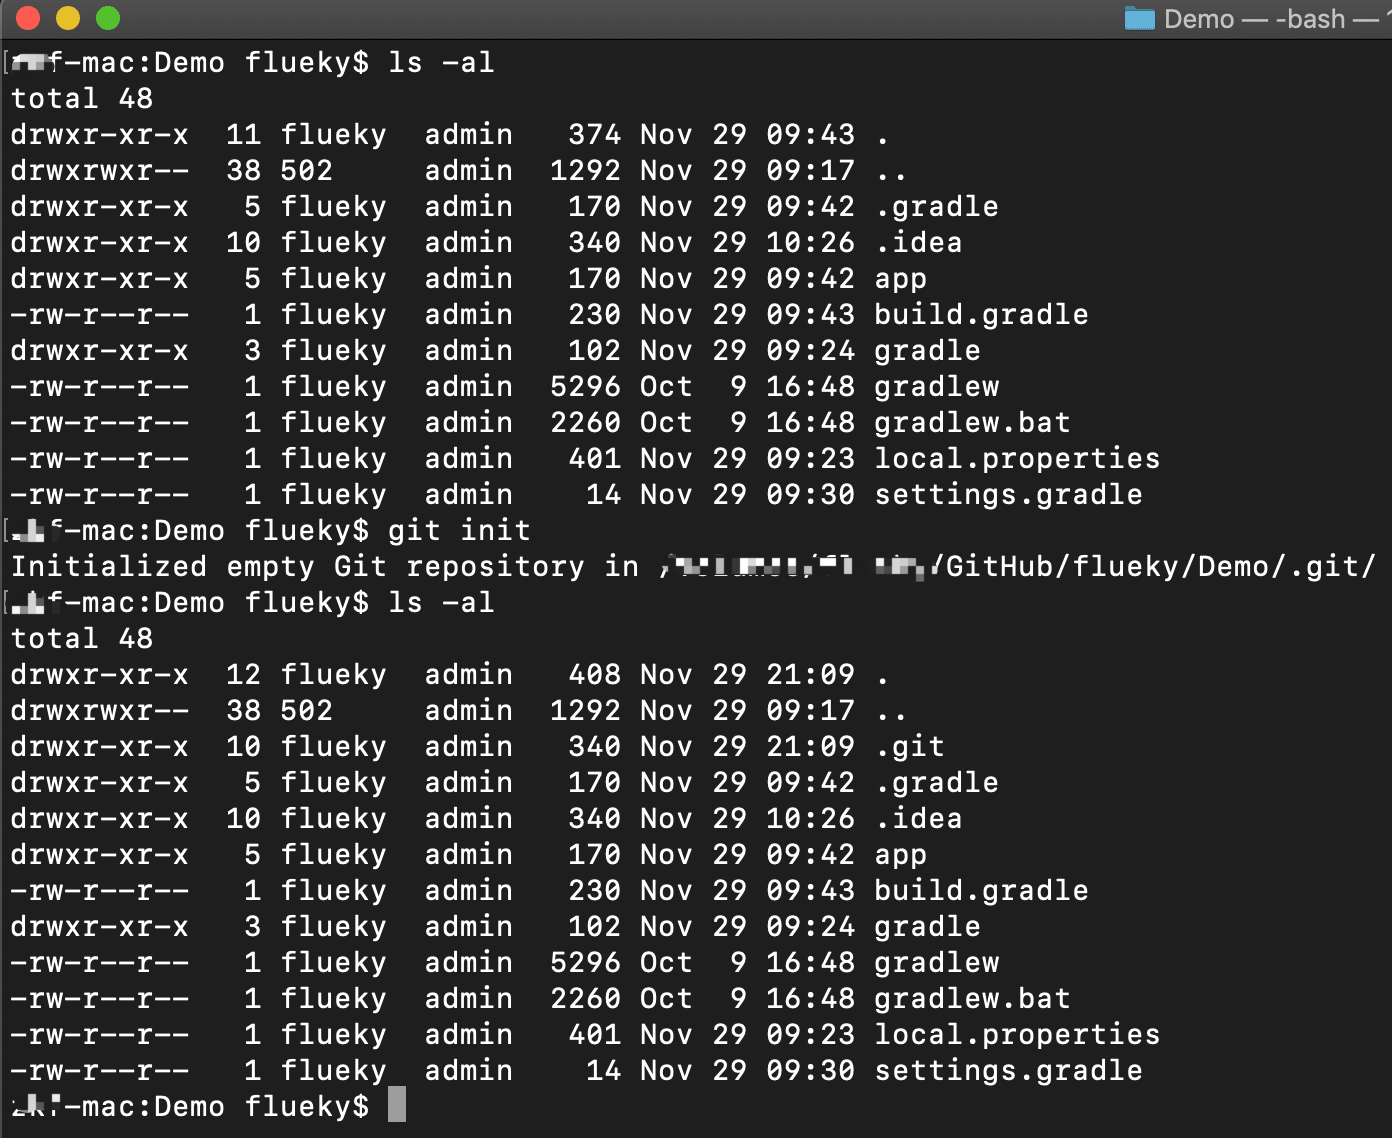 Demo — -bash —
f-mac:Demo flueky$ ls -al
total 48
drwxr-xr-x  11 flueky  admin   374 Nov 29 09:43 .
drwxrwxr--  38 502     admin  1292 Nov 29 09:17 ..
drwxr-xr-x   5 flueky  admin   170 Nov 29 09:42 .gradle
drwxr-xr-x  10 flueky  admin   340 Nov 29 10:26 .idea
drwxr-xr-x   5 flueky  admin   170 Nov 29 09:42 app
-rw-r--r--   1 flueky  admin   230 Nov 29 09:43 build.gradle
drwxr-xr-x   3 flueky  admin   102 Nov 29 09:24 gradle
-rw-r--r--   1 flueky  admin  5296 Oct  9 16:48 gradlew
-rw-r--r--   1 flueky  admin  2260 Oct  9 16:48 gradlew.bat
-rw-r--r--   1 flueky  admin   401 Nov 29 09:23 local.properties
-rw-r--r--   1 flueky  admin    14 Nov 29 09:30 settings.gradle
f-mac:Demo flueky$ git init
Initialized empty Git repository in /GitHub/flueky/Demo/.git/
f-mac:Demo flueky$ ls -al
total 48
drwxr-xr-x  12 flueky  admin   408 Nov 29 21:09 .
drwxrwxr--  38 502     admin  1292 Nov 29 09:17 ..
drwxr-xr-x  10 flueky  admin   340 Nov 29 21:09 .git
drwxr-xr-x   5 flueky  admin   170 Nov 29 09:42 .gradle
drwxr-xr-x  10 flueky  admin   340 Nov 29 10:26 .idea
drwxr-xr-x   5 flueky  admin   170 Nov 29 09:42 app
-rw-r--r--   1 flueky  admin   230 Nov 29 09:43 build.gradle
drwxr-xr-x   3 flueky  admin   102 Nov 29 09:24 gradle
-rw-r--r--   1 flueky  admin  5296 Oct  9 16:48 gradlew
-rw-r--r--   1 flueky  admin  2260 Oct  9 16:48 gradlew.bat
-rw-r--r--   1 flueky  admin   401 Nov 29 09:23 local.properties
-rw-r--r--   1 flueky  admin    14 Nov 29 09:30 settings.gradle
-mac:Demo flueky$